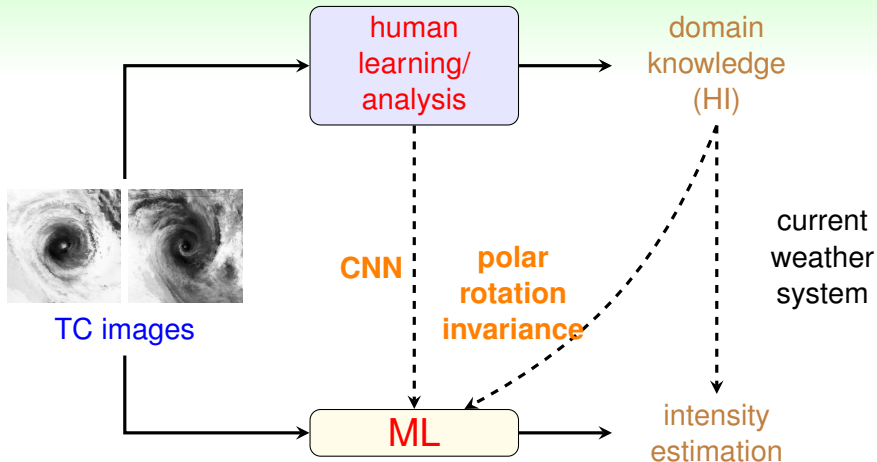 human
learning/
analysis
domain
knowledge
(HI)
TC images
CNN
polar
rotation
invariance
current
weather
system
ML
intensity
estimation